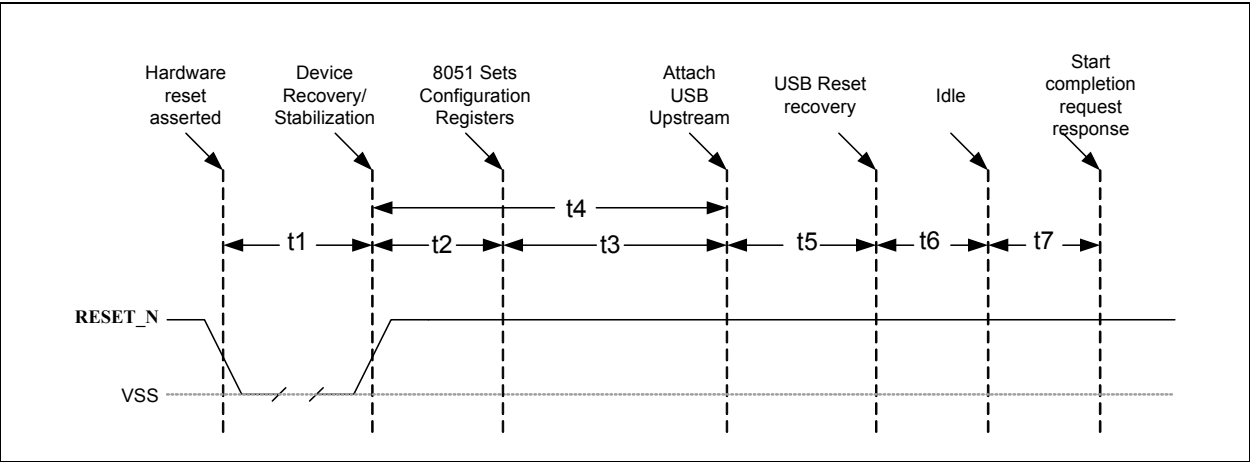 Hardware
reset
asserted
Device
Recovery/
Stabilization
8051 Sets
Configuration
Registers
Attach
USB
Upstream
USB Reset
recovery
Idle
Start
completion
request
response
t4
t1
t2
t3
t5
t6
t7
RESET_N
VSS